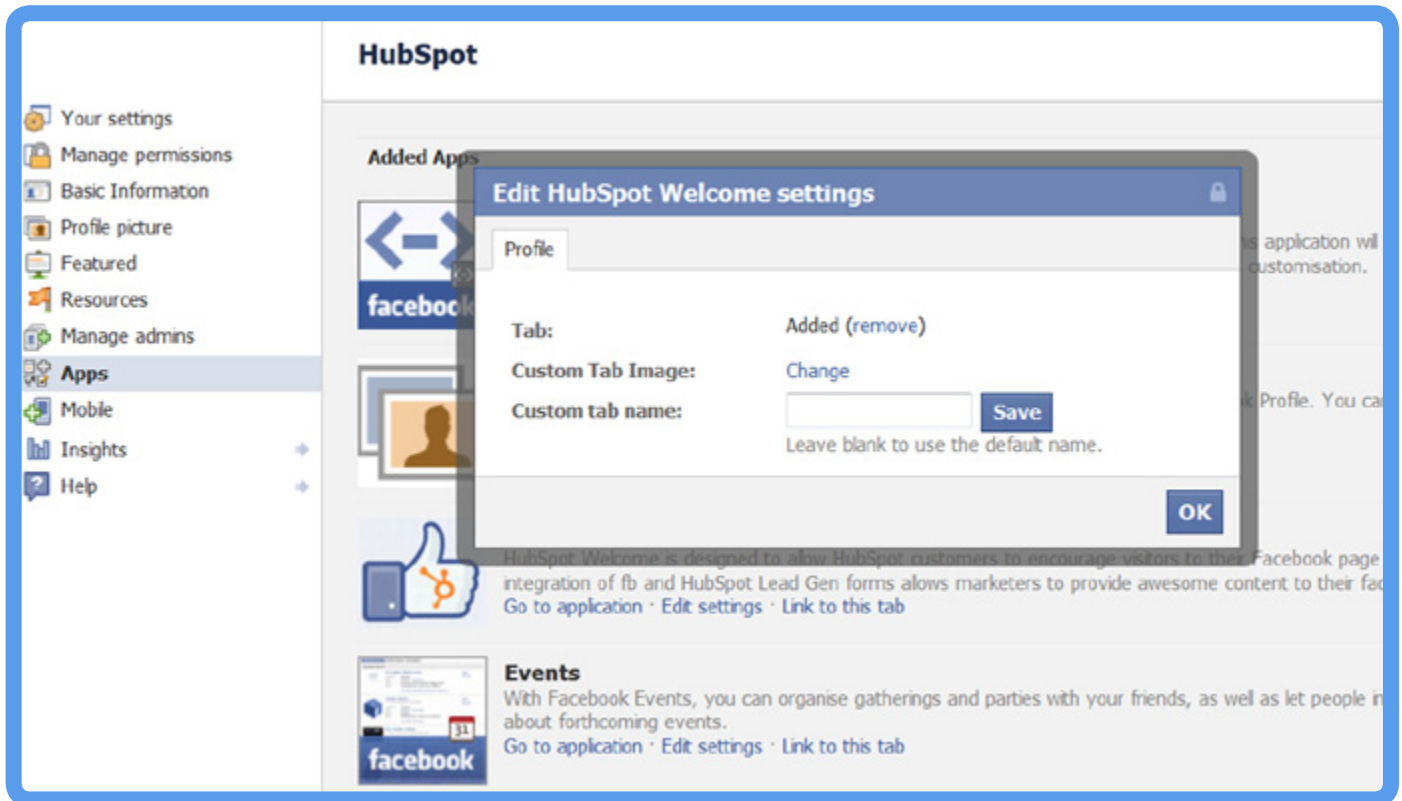 HubSpot
Your settings
Manage permissions
Basic Information
Profile picture
Featured
Resources
Manage admins
Apps
Mobile
Insights
Help
Added Apps
facebook
Edit HubSpot Welcome settings
Profile
Tab: Added (remove)
Custom Tab Image: Change
Custom tab name: Save
Leave blank to use the default name.
OK
application wil
customisation.
Profile. You ca
HubSpot Welcome is designed to allow HubSpot customers to encourage visitors to their Facebook page
integration of fb and HubSpot Lead Gen forms allows marketers to provide awesome content to their fac
Go to application · Edit settings · Link to this tab
31
facebook
Events
With Facebook Events, you can organise gatherings and parties with your friends, as well as let people in
about forthcoming events.
Go to application · Edit settings · Link to this tab